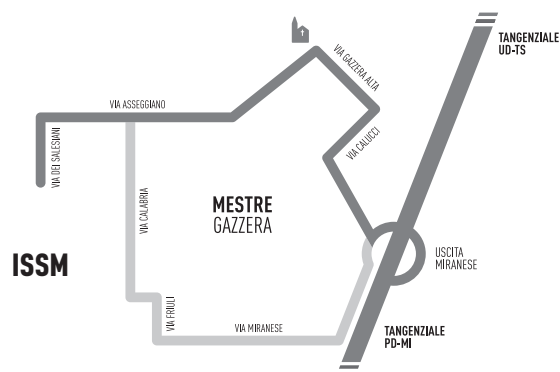 TANGENZIALE
UD-TS
VIA GAZZERA ALTA
VIA ASSEGGIANO
VIA CALUCCI
VIA DEI SALESIANI
VIA CALABRIA
MESTRE
GAZZERA
ISSM
USCITA
MIRANESE
VIA FRIULI
VIA MIRANESE
TANGENZIALE
PD-MI